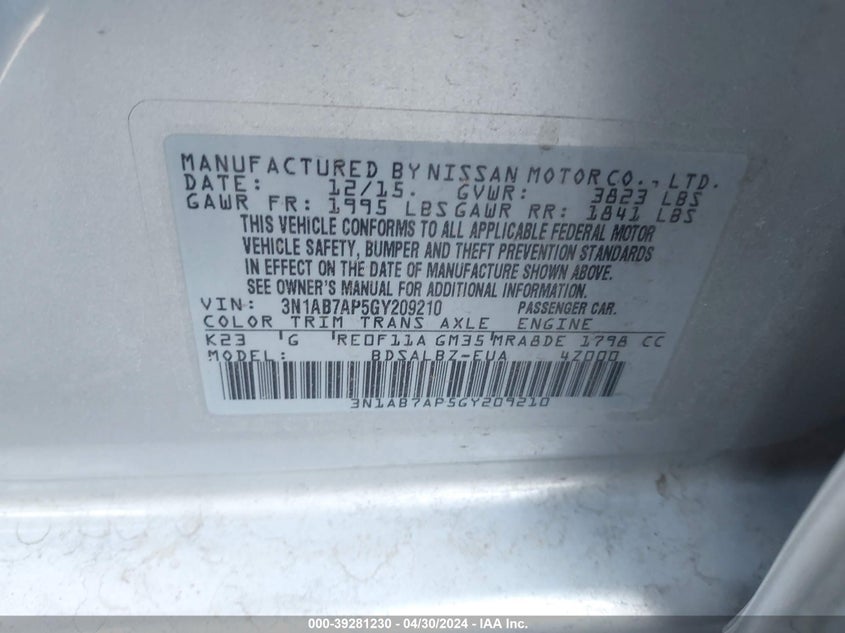 MANUFACTURED BY NISSAN MOTOR CO., LTD.
DATE: 12/15. GVWR: 3823 LBS
GAWR FR: 1995 LBS GAWR RR: 1841 LBS
THIS VEHICLE CONFORMS TO ALL APPLICABLE FEDERAL MOTOR
VEHICLE SAFETY, BUMPER AND THEFT PREVENTION STANDARDS
IN EFFECT ON THE DATE OF MANUFACTURE SHOWN ABOVE.
SEE OWNER'S MANUAL FOR ADDITIONAL INFORMATION
VIN: 3N1AB7AP5GY209210 PASSENGER CAR.
COLOR TRIM TRANS AXLE ENGINE
K23 G RE0F11A GM35 MRA8DE 1798 CC
MODEL: BDSALBZ-EUA 4Z000
3N1AB7AP5GY209210
000-39281230 - 04/30/2024 - IAA Inc.